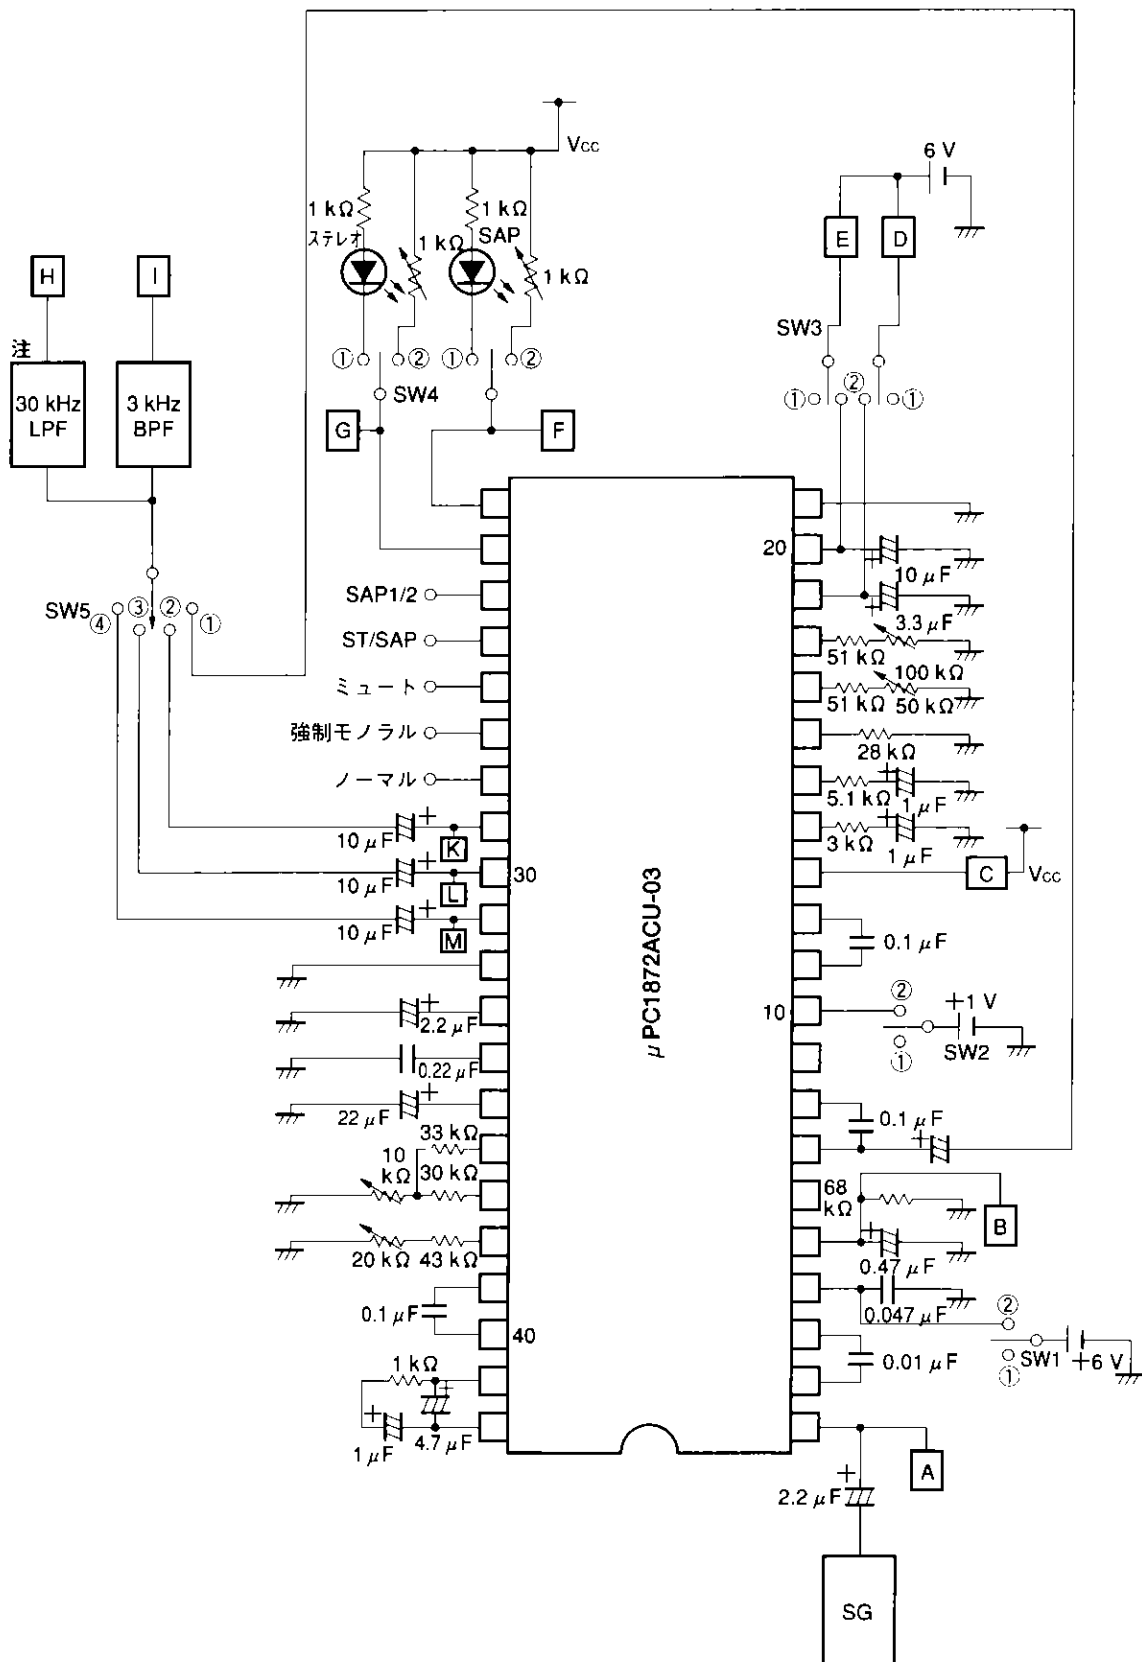 Vcc
6 V
1 kΩ
ステレオ
1 kΩ
1 kΩ
SAP
1 kΩ
E
D
H
I
SW3
注
30 kHz
LPF
3 kHz
BPF
①
②
①
②
SW4
①
②
①
G
F
SW5
④
③
②
①
SAP1/2
ST/SAP
ミュート
強制モノラル
ノーマル
10 μF
K
10 μF
L
10 μF
M
2.2 μF
0.22 μF
22 μF
33 kΩ
10
kΩ
30 kΩ
20 kΩ
43 kΩ
0.1 μF
1 kΩ
1 μF
4.7 μF
30
40
μPC1872ACU-03
20
10
10 μF
3.3 μF
51 kΩ
100 kΩ
51 kΩ
50 kΩ
28 kΩ
5.1 kΩ
1 μF
3 kΩ
1 μF
C
Vcc
0.1 μF
②
+1 V
①
SW2
0.1 μF
68
kΩ
B
0.47 μF
0.047 μF
②
①
SW1
+6 V
0.01 μF
A
2.2 μF
SG